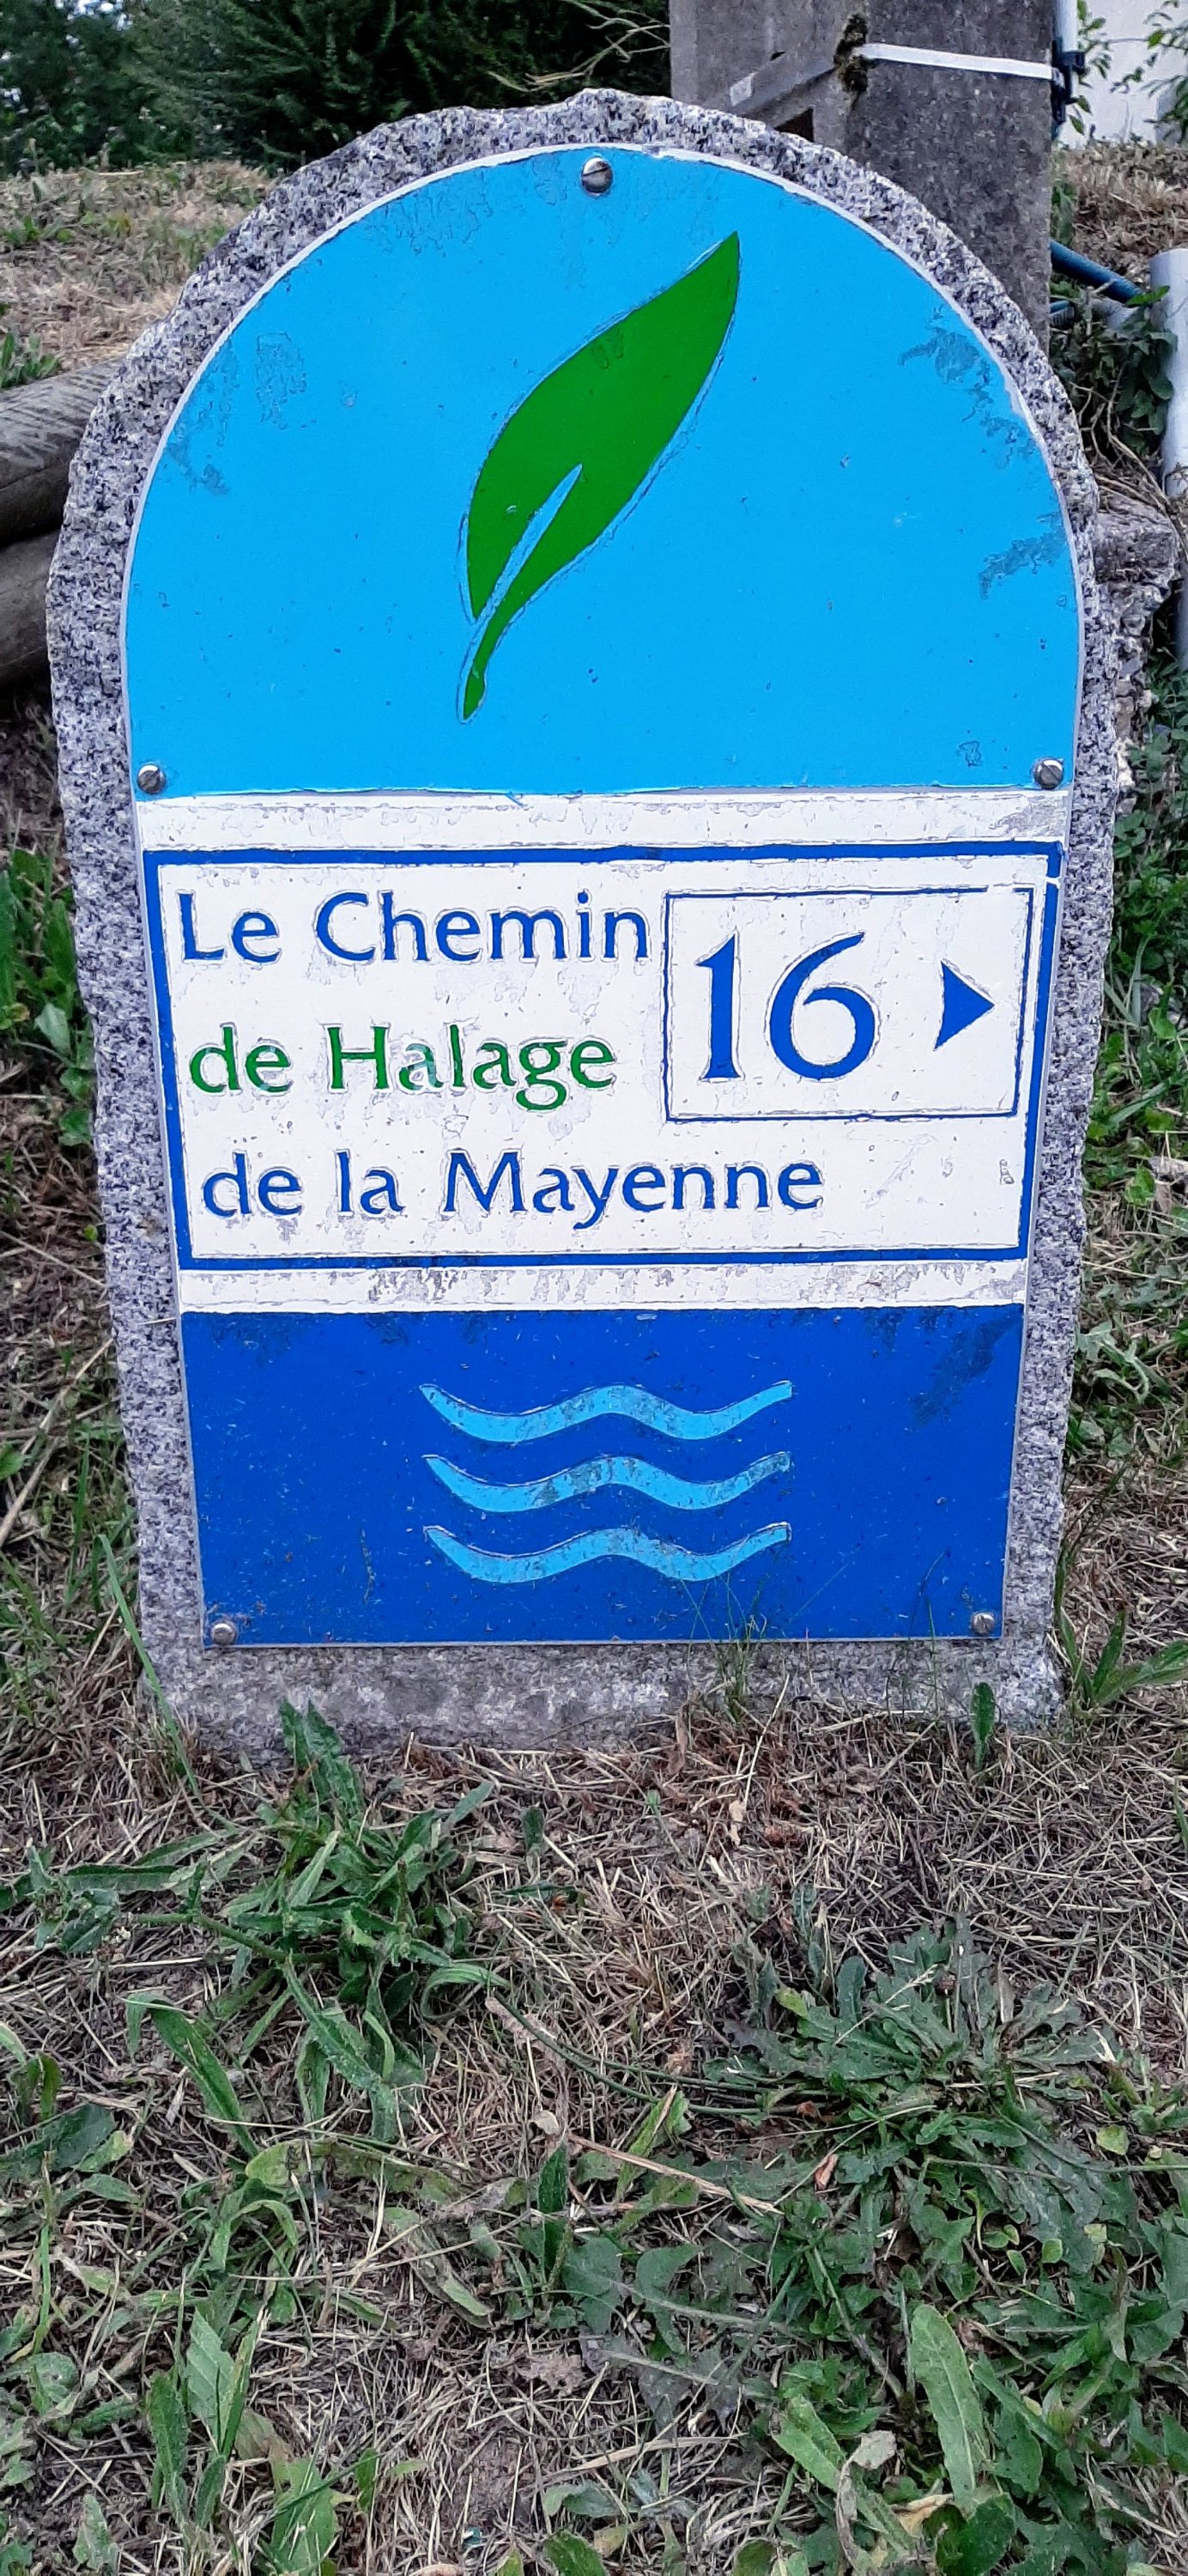 Le Chemin
de Halage
de la Mayenne
16